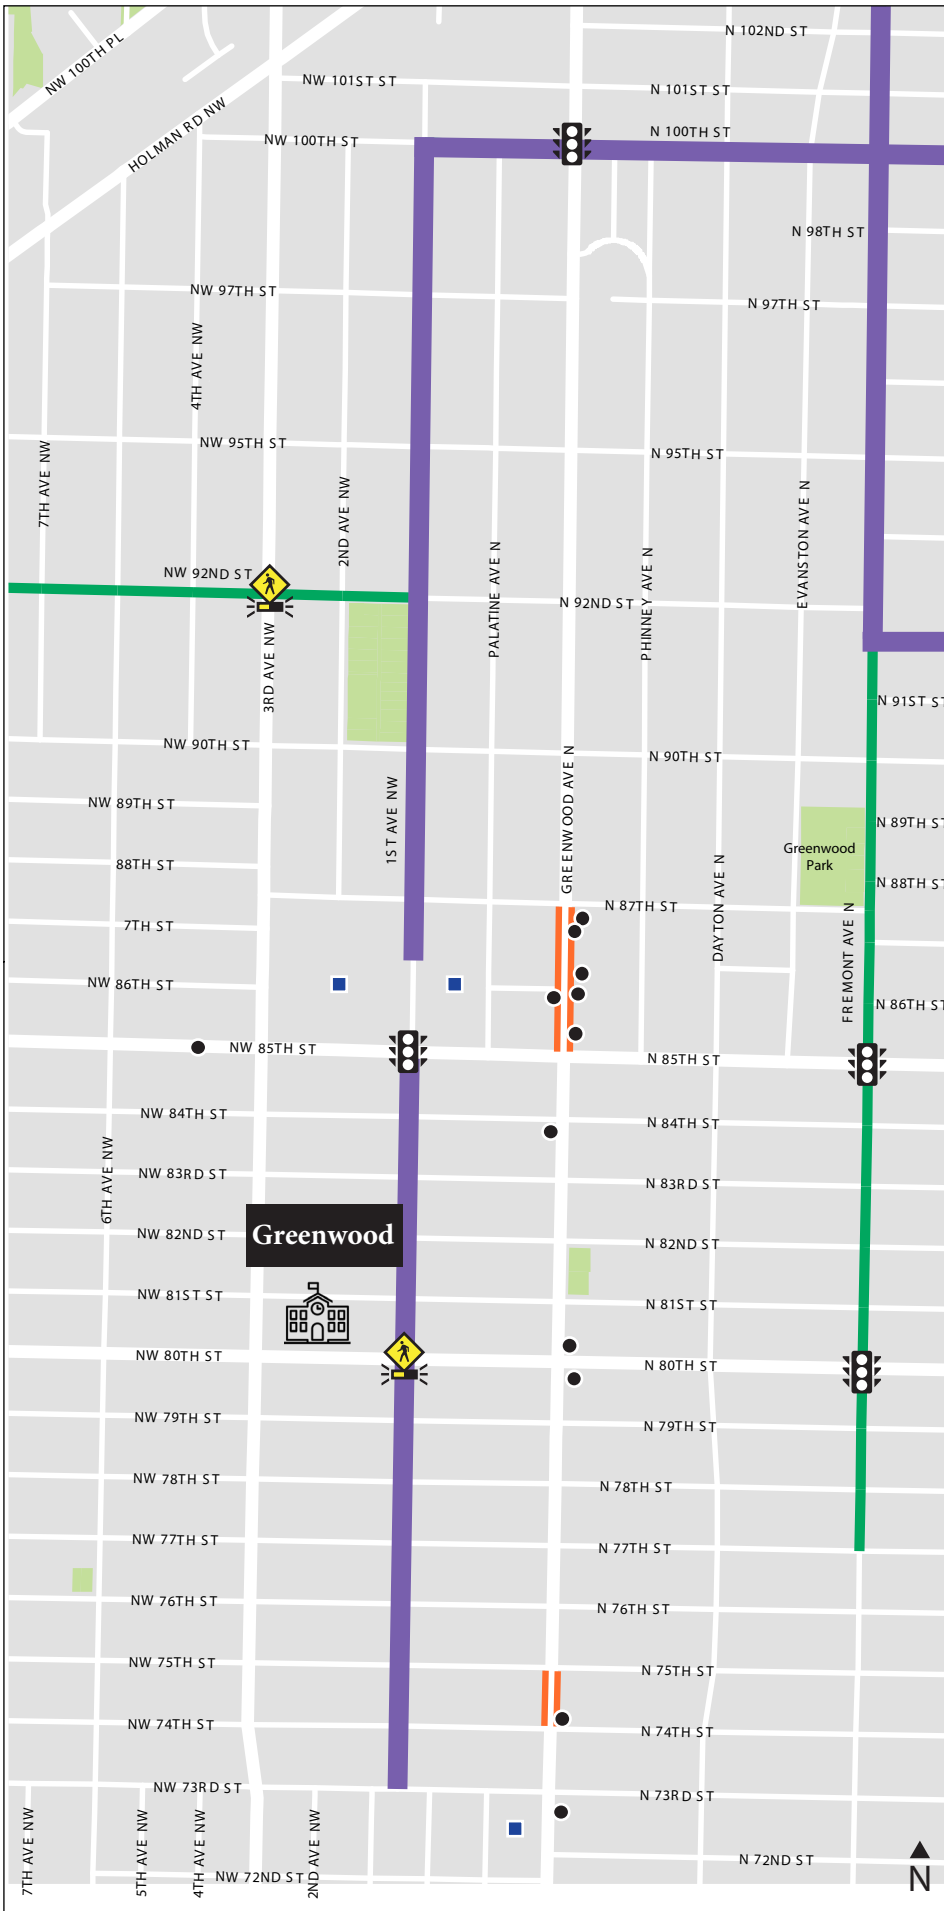 N 102ND ST
NW 100TH PL
NW 101ST ST
N 101ST ST
HOLMAN RD NW
NW 100TH ST
N 100TH ST
N 98TH ST
NW 97TH ST
N 97TH ST
4TH AVE NW
NW 95TH ST
N 95TH ST
7TH AVE NW
2ND AVE NW
EVANSTON AVE N
PALATINE AVE N
PHINNEY AVE N
NW 92ND ST
N 92ND ST
3RD AVE NW
N 91ST ST
NW 90TH ST
N 90TH ST
1ST AVE NW
GREENWOOD AVE N
NW 89TH ST
N 89TH ST
Greenwood
Park
88TH ST
N 88TH ST
DAYTON AVE N
N 87TH ST
FREMONT AVE N
7TH ST
NW 86TH ST
N 86TH ST
NW 85TH ST
N 85TH ST
NW 84TH ST
N 84TH ST
6TH AVE NW
NW 83RD ST
N 83RD ST
NW 82ND ST
Greenwood
N 82ND ST
NW 81ST ST
N 81ST ST
NW 80TH ST
N 80TH ST
NW 79TH ST
N 79TH ST
NW 78TH ST
N 78TH ST
NW 77TH ST
N 77TH ST
NW 76TH ST
N 76TH ST
NW 75TH ST
N 75TH ST
NW 74TH ST
N 74TH ST
NW 73RD ST
N 73RD ST
7TH AVE NW
5TH AVE NW
4TH AVE NW
2ND AVE NW
NW 72ND ST
N 72ND ST
N